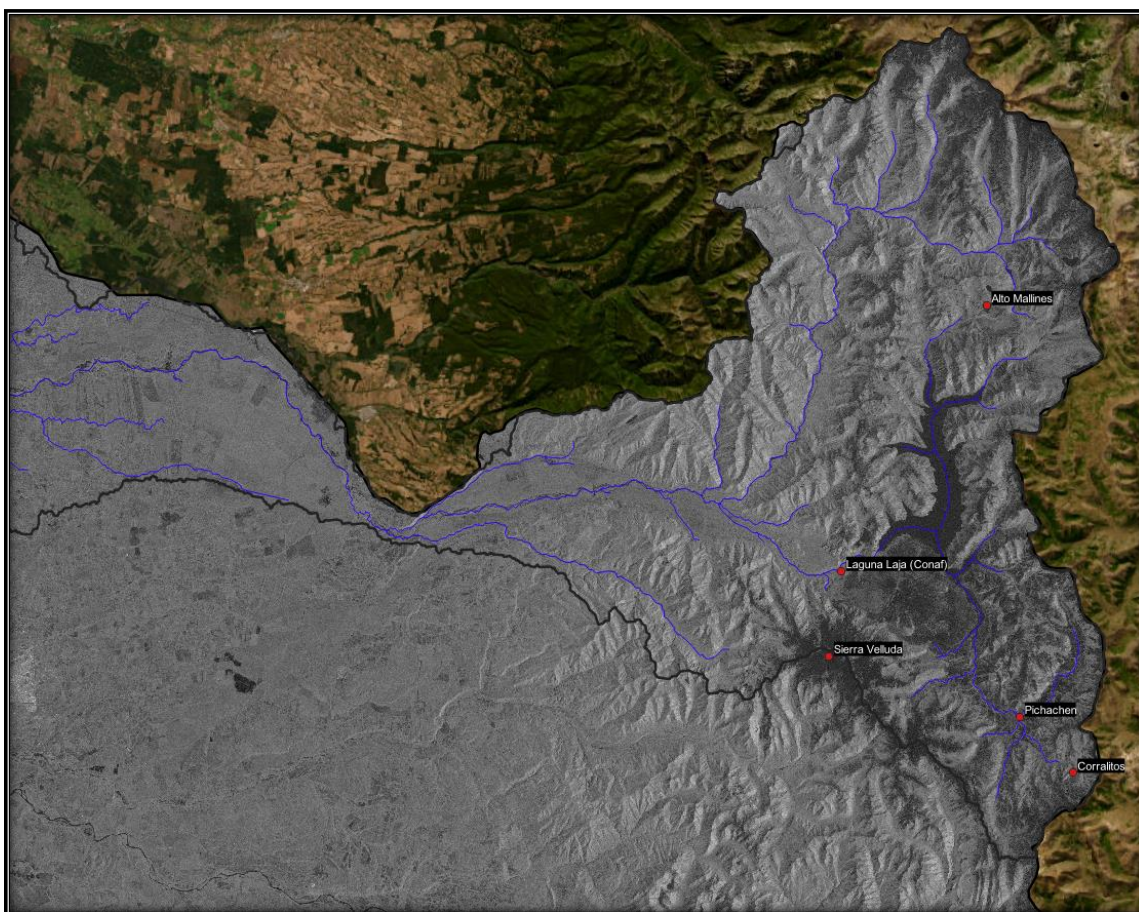 Alto Mallines
Laguna Laja (Conaf)
Sierra Velluda
Pichachen
Corralitos